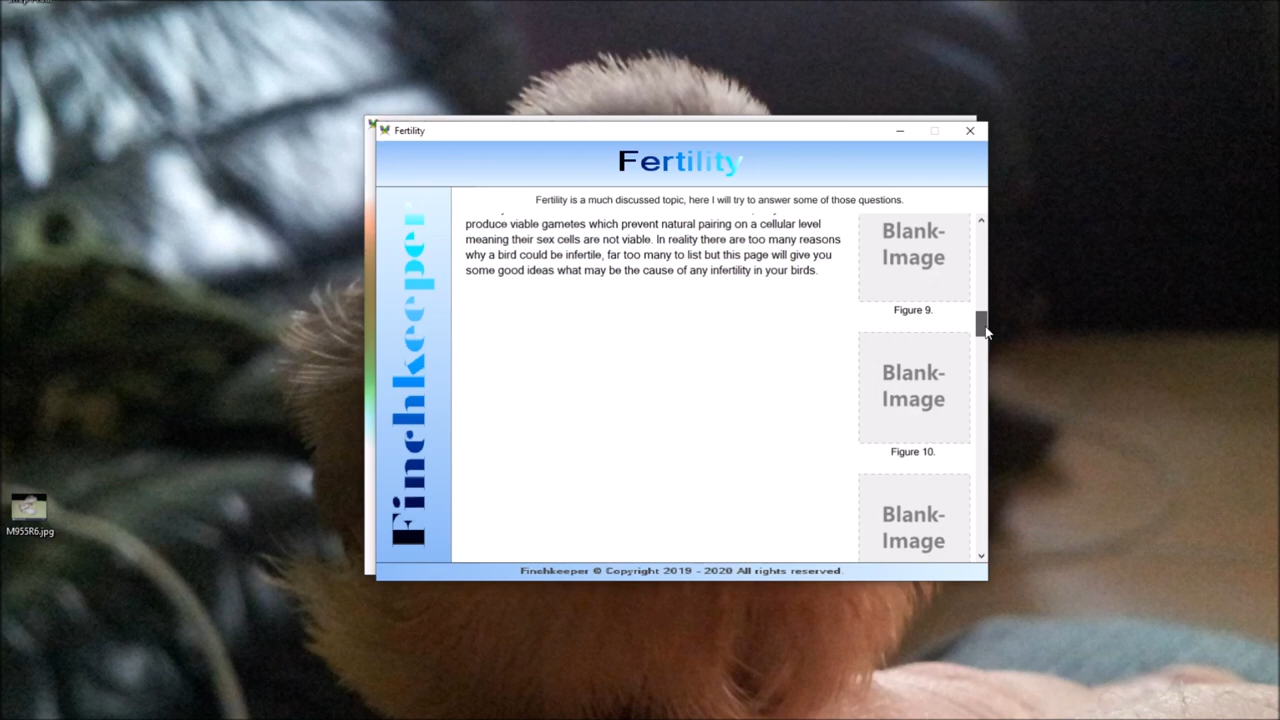 Fertility
Fertility
Fertility is a much discussed topic, here I will try to answer some of those questions.
produce viable gametes which prevent natural pairing on a cellular level
meaning their sex cells are not viable. In reality there are too many reasons
why a bird could be infertile, far too many to list but this page will give you
some good ideas what may be the cause of any infertility in your birds.
Blank-
Image
Figure 9.
Blank-
Image
Figure 10.
Blank-
Image
Finchkeeper
Finchkeeper © Copyright 2019 - 2020 All rights reserved.
M955R6.jpg